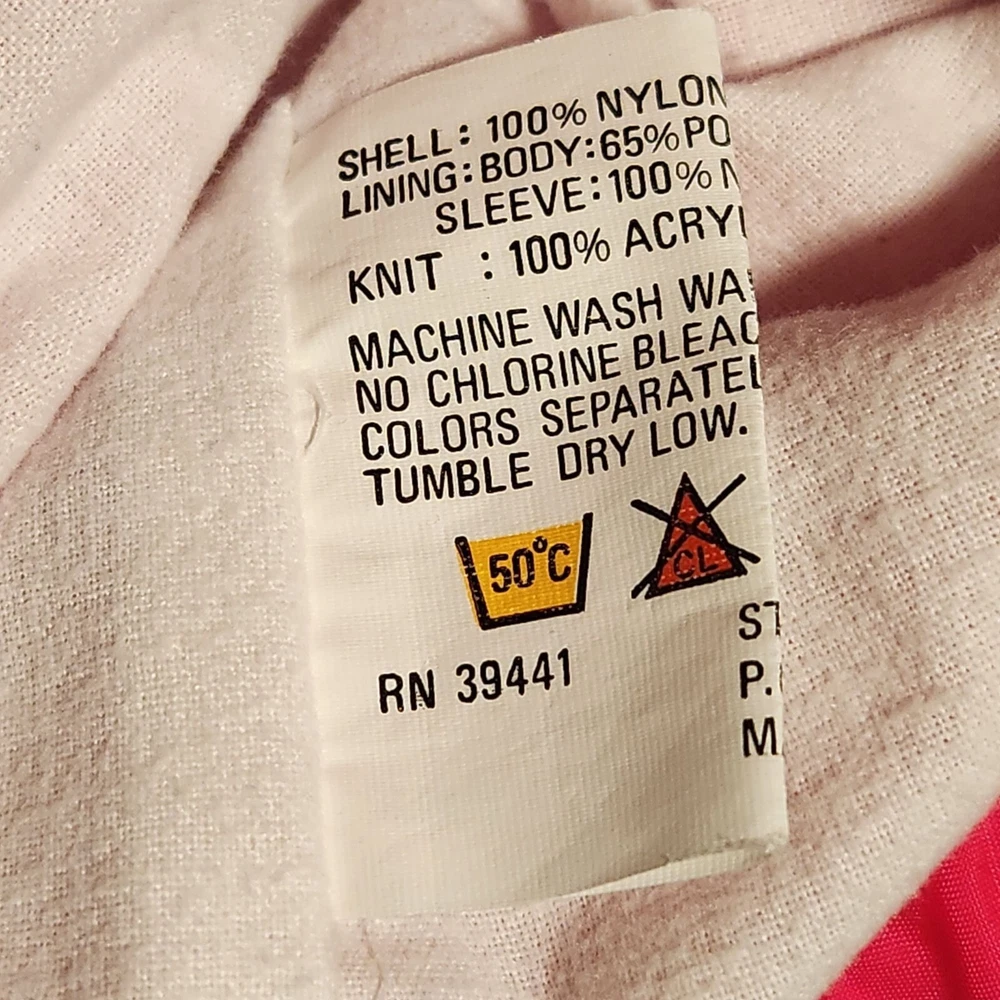 SHELL: 100% NYLON
LINING: BODY: 65% PO
SLEEVE: 100% N
KNIT : 100% ACRY
MACHINE WASH WA
NO CHLORINE BLEAC
COLORS SEPARATEL
TUMBLE DRY LOW.
50°C
CL
ST
RN 39441
P.
M